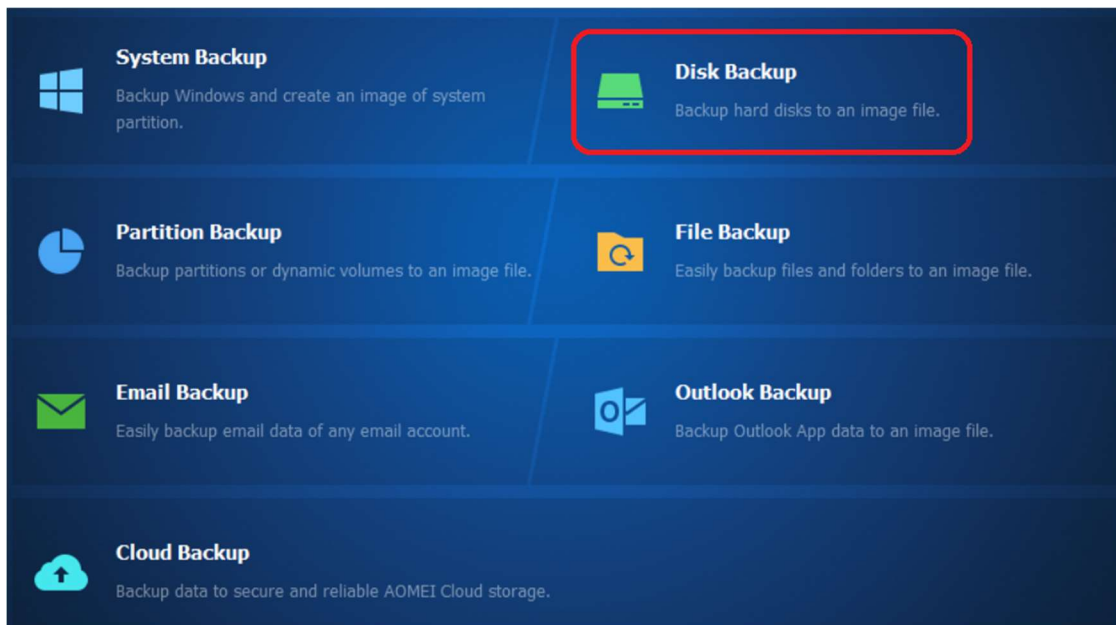 System Backup
Backup Windows and create an image of system
partition.
Disk Backup
Backup hard disks to an image file.
Partition Backup
Backup partitions or dynamic volumes to an image file.
File Backup
Easily backup files and folders to an image file.
Email Backup
Easily backup email data of any email account.
Outlook Backup
Backup Outlook App data to an image file.
Cloud Backup
Backup data to secure and reliable AOMEI Cloud storage.